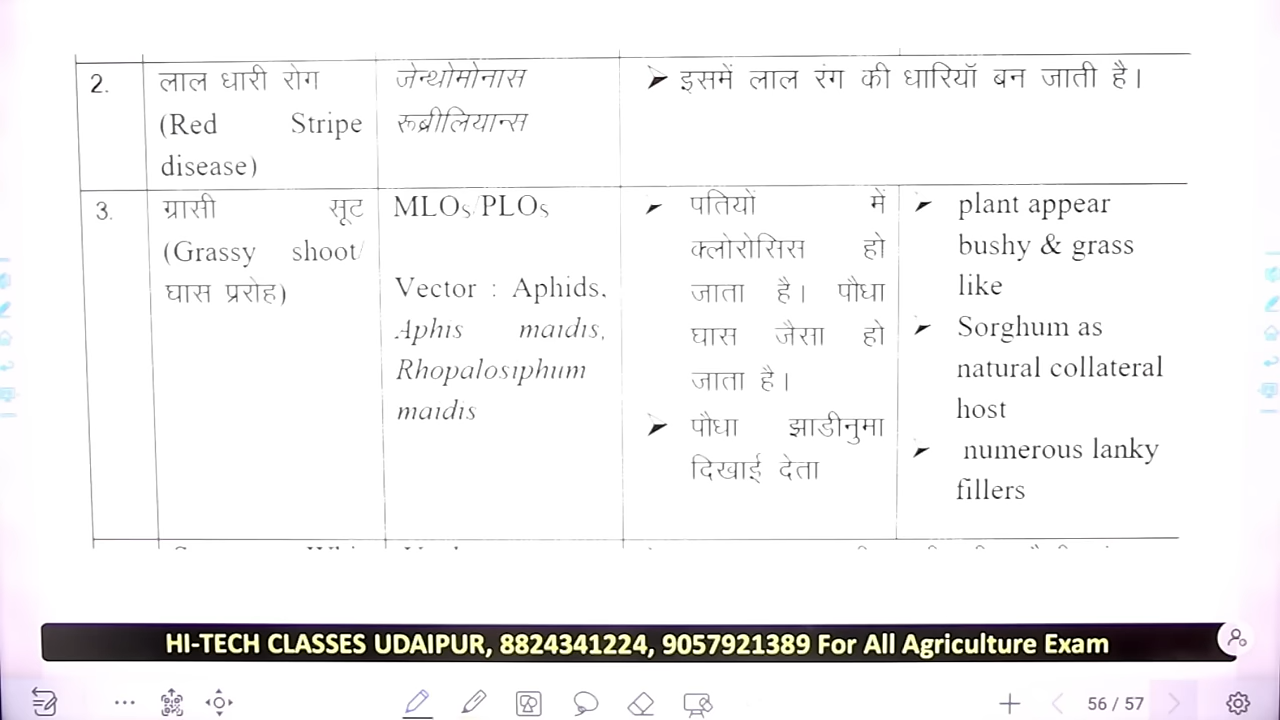 2.
लाल धारी रोग
(Red Stripe
disease)
जेन्थोमोनास
रूब्रीलियान्स
➤ इसमें लाल रंग की धारियॉ बन जाती है।
3.
ग्रासी सूट
(Grassy shoot/
घास प्ररोह)
MLOs/PLOs
Vector : Aphids,
Aphis maidis,
Rhopalosiphum
maidis
➤ पतियों में
क्लोरोसिस हो
जाता है। पौधा
घास जैसा हो
जाता है।
➤ पौधा झाडीनुमा
दिखाई देता
➤ plant appear
bushy & grass
like
➤ Sorghum as
natural collateral
host
➤ numerous lanky
fillers
HI-TECH CLASSES UDAIPUR, 8824341224, 9057921389 For All Agriculture Exam
56 / 57